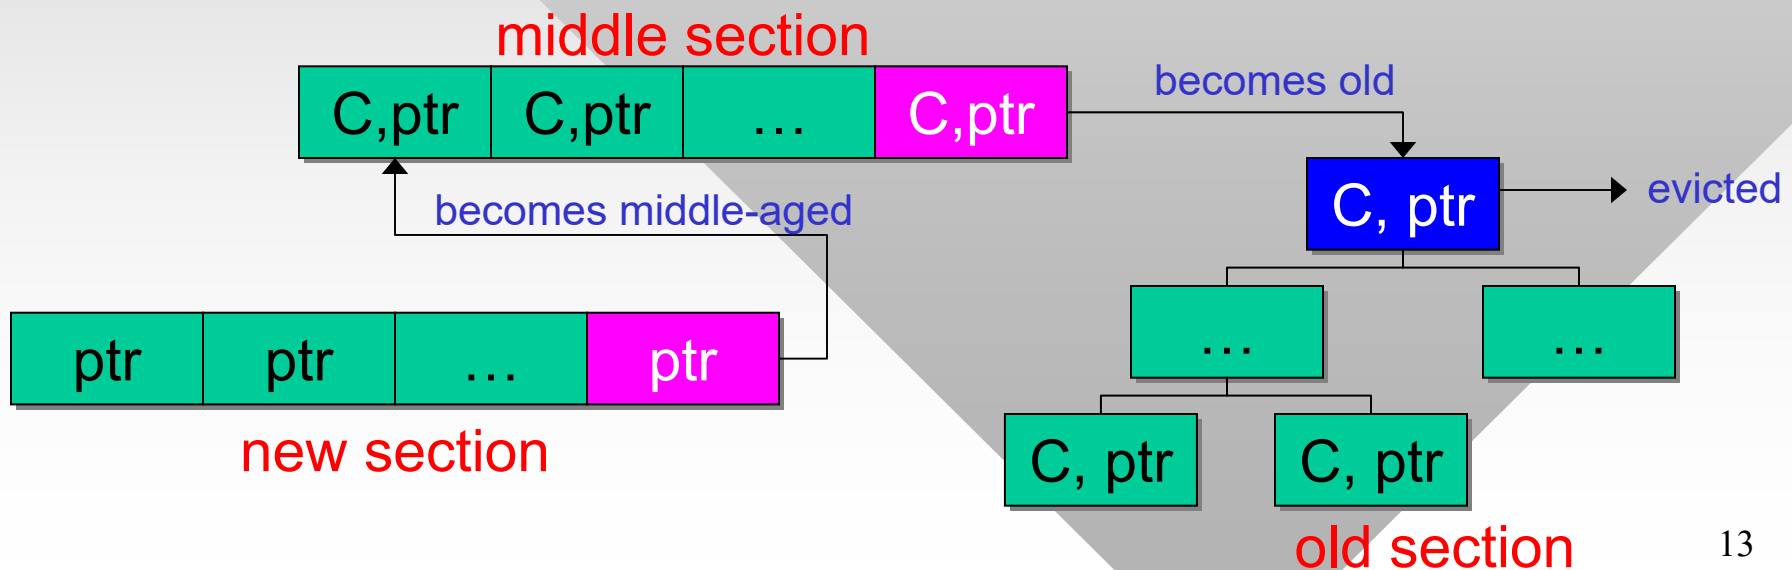 middle section
C,ptr C,ptr … C,ptr
becomes old
C, ptr
evicted
becomes middle-aged
… …
ptr ptr … ptr
new section
C, ptr C, ptr
old section
13